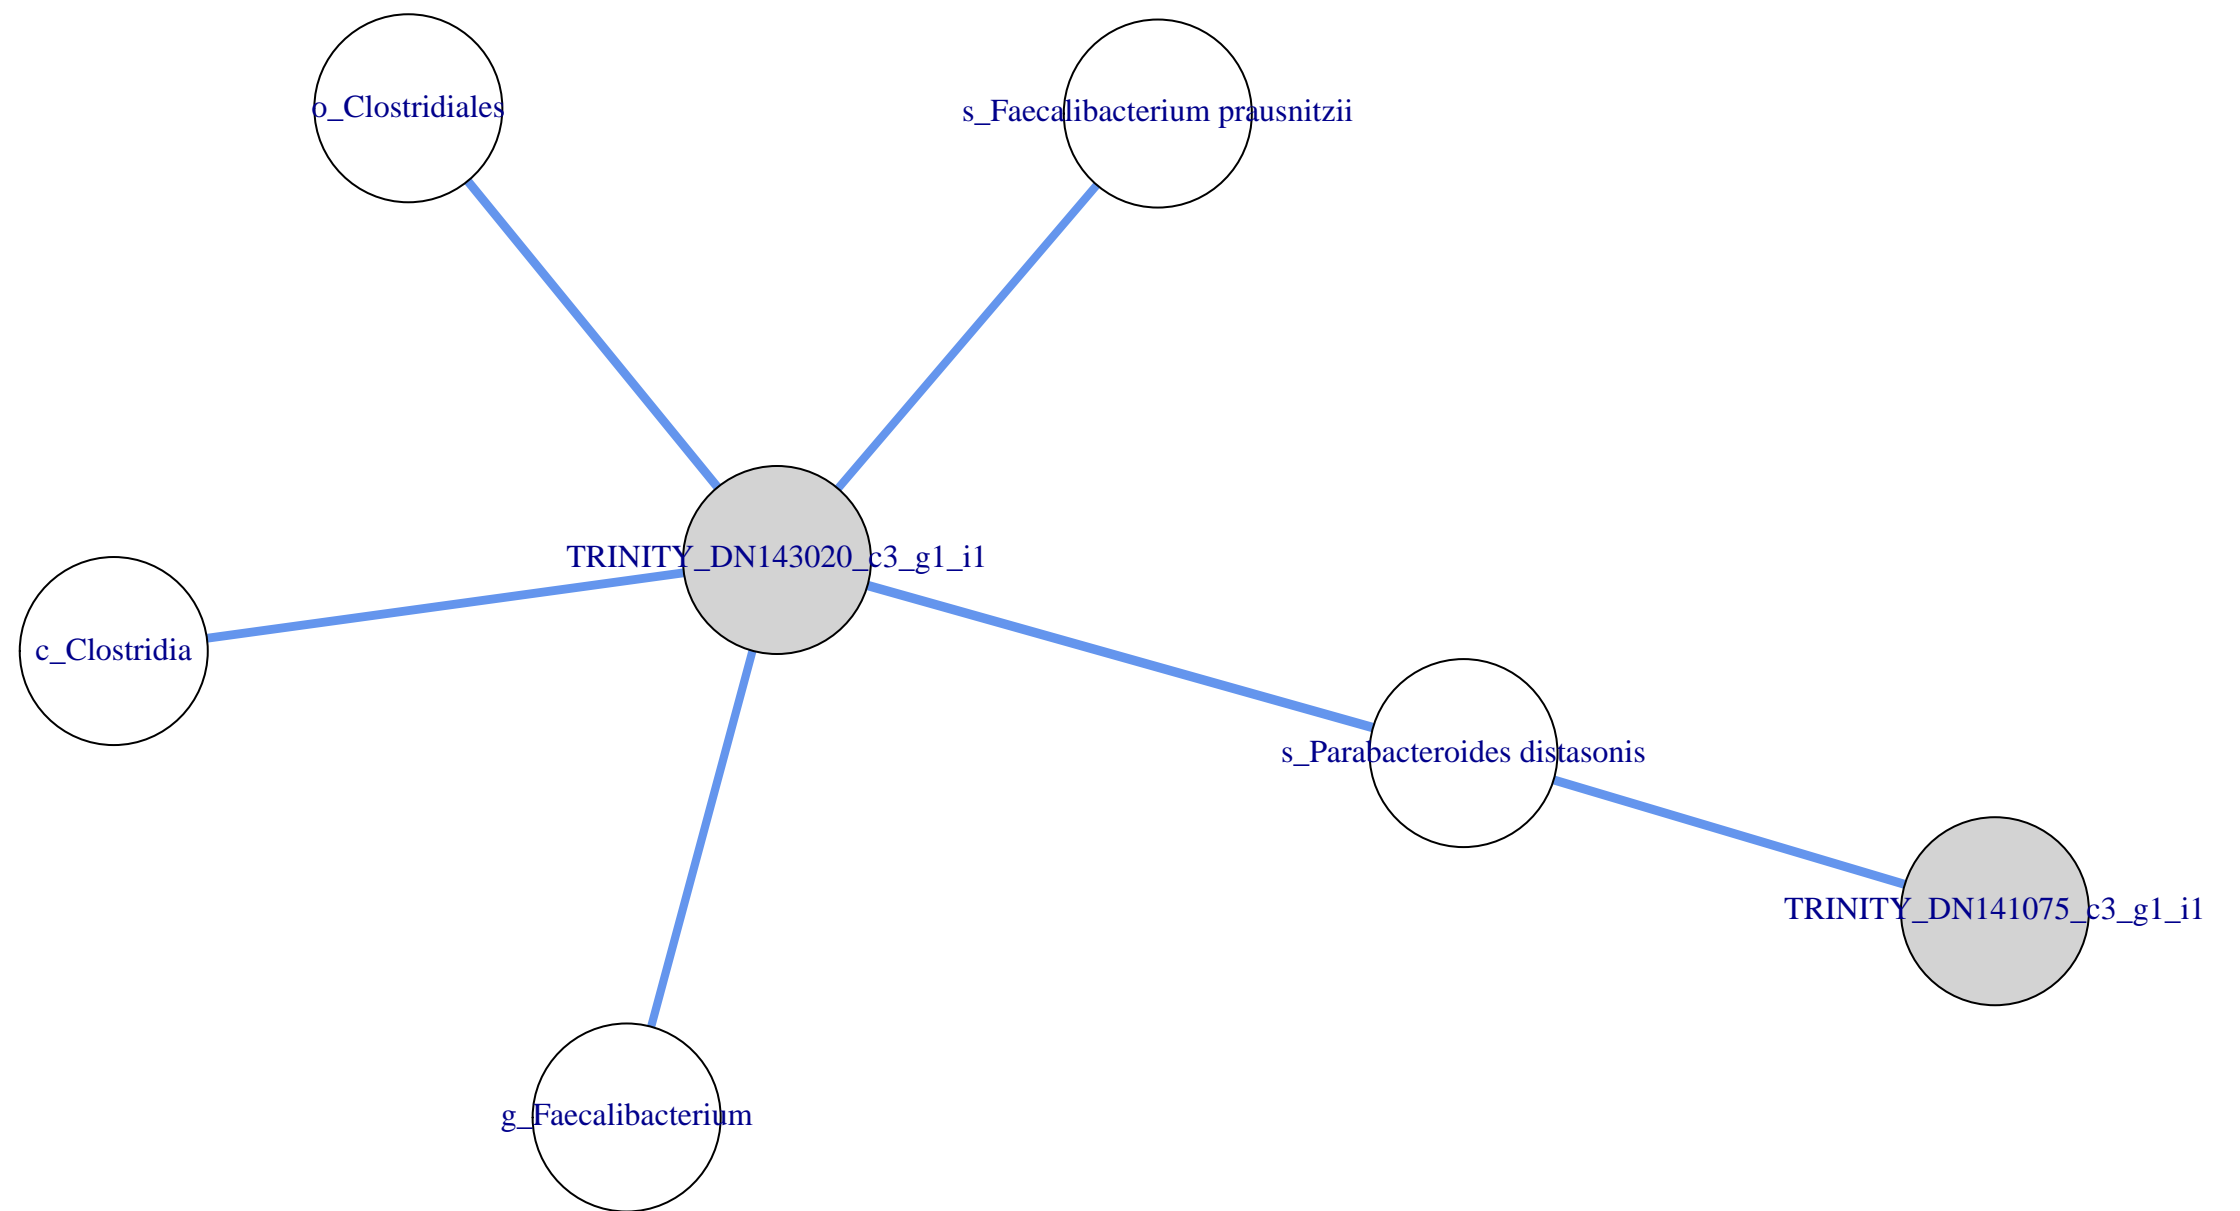 o_Clostridiales
s_Faecalibacterium prausnitzii
TRINITY_DN143020_c3_g1_i1
c_Clostridia
s_Parabacteroides distasonis
TRINITY_DN141075_c3_g1_i1
g_Faecalibacterium